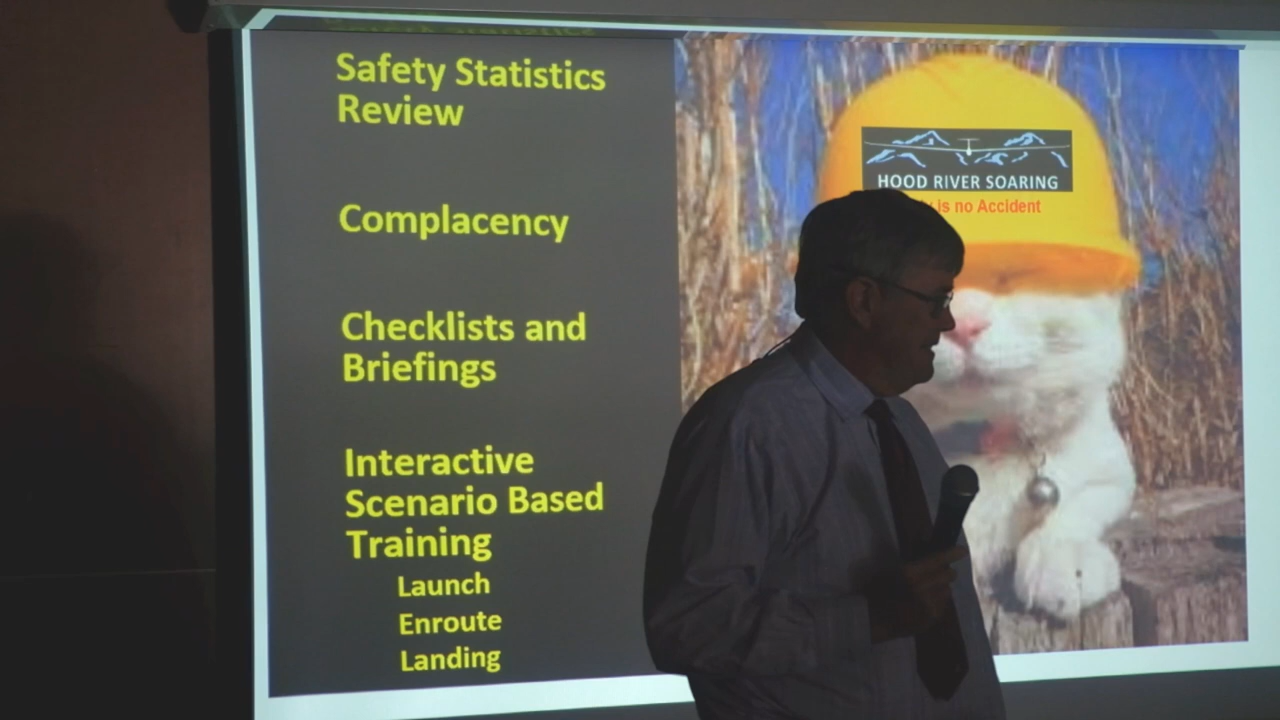 Safety Statistics
Review
Complacency
Checklists and
Briefings
Interactive
Scenario Based
Training
Launch
Enroute
Landing
HOOD RIVER SOARING
is no Accident